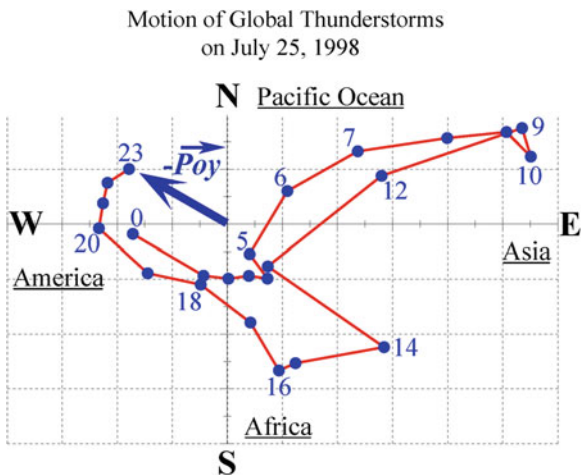 Motion of Global Thunderstorms
on July 25, 1998
N
Pacific Ocean
23
-Poy
7
9
6
12
10
0
W
E
20
5
Asia
America
18
14
16
Africa
S